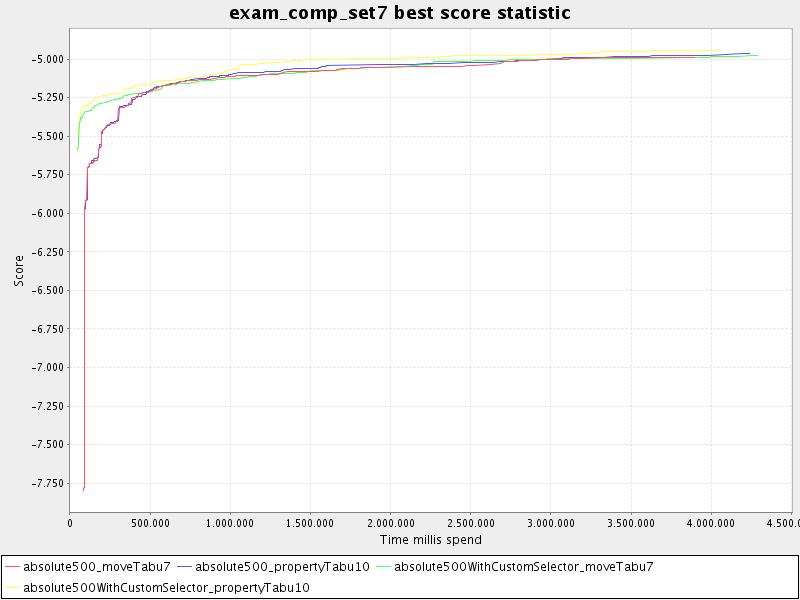 exam_comp_set7 best score statistic
Score
-5.000
-5.250
-5.500
-5.750
-6.000
-6.250
-6.500
-6.750
-7.000
-7.250
-7.500
-7.750
0 500.000 1.000.000 1.500.000 2.000.000 2.500.000 3.000.000 3.500.000 4.000.000 4.500.
Time millis spend
absolute500_moveTabu7 absolute500_propertyTabu10 absolute500WithCustomSelector_moveTabu7
absolute500WithCustomSelector_propertyTabu10